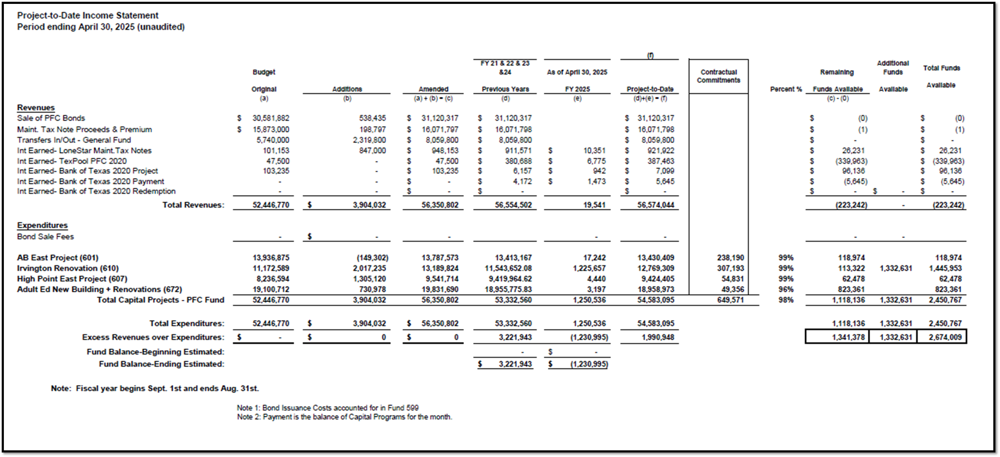 Project-to-Date Income Statement
Period ending April 30, 2025 (unaudited)
(f)
FY 21 & 22 & 23 Additional
Budget &24 As of April 30, 2025 Contractual Commitments Remaining Funds Total Funds
Original Additions Amended Previous Years FY 2025 Project-to-Date Percent % Funds Available Available Available
(a) (b) (a) + (b) = (c) (d) (e) (d)+(e) = (f) (c) - (0)
Revenues
Sale of PFC Bonds $ 30,581,882 538,435 $ 31,120,317 $ 31,120,317 $ 31,120,317 $ (0) $ (0)
Maint. Tax Note Proceeds & Premium $ 15,873,000 198,797 $ 16,071,797 $ 16,071,798 $ 16,071,798 $ (1) $ (1)
Transfers In/Out - General Fund 5,740,000 2,319,800 $ 8,059,800 $ 8,059,800 $ 8,059,800 $ - $ -
Int Earned- LoneStar Maint.Tax Notes 101,153 847,000 $ 948,153 $ 911,571 $ 10,351 $ 921,922 $ 26,231 $ 26,231
Int Earned- TexPool PFC 2020 47,500 - $ 47,500 $ 380,688 $ 6,775 $ 387,463 $ (339,963) $ (339,963)
Int Earned- Bank of Texas 2020 Project 103,235 - $ 103,235 $ 6,157 $ 942 $ 7,099 $ 96,136 $ 96,136
Int Earned- Bank of Texas 2020 Payment - - $ - $ 4,172 $ 1,473 $ 5,645 $ (5,645) $ (5,645)
Int Earned- Bank of Texas 2020 Redemption - - $ - $ - $ - $ - $ - $ -
Total Revenues: 52,446,770 $ 3,904,032 56,350,802 56,554,502 19,541 56,574,044 (223,242) - (223,242)
Expenditures
Bond Sale Fees - $ - - - - - -
AB East Project (601) 13,936,875 (149,302) 13,787,573 13,413,167 17,242 13,430,409 238,190 99% 118,974 118,974
Irvington Renovation (610) 11,172,589 2,017,235 13,189,824 11,543,652.08 1,225,657 12,769,309 307,193 99% 113,322 1,332,631 1,445,953
High Point East Project (607) 8,236,594 1,305,120 9,541,714 9,419,964.62 4,440 9,424,405 54,831 99% 62,478 62,478
Adult Ed New Building + Renovations (672) 19,100,712 730,978 19,831,690 18,955,775.83 3,197 18,958,973 49,356 96% 823,361 823,361
Total Capital Projects - PFC Fund 52,446,770 3,904,032 56,350,802 53,332,560 1,250,536 54,583,095 649,571 98% 1,118,136 1,332,631 2,450,767
Total Expenditures: 52,446,770 $ 3,904,032 $ 56,350,802 53,332,560 1,250,536 54,583,095 1,118,136 1,332,631 2,450,767
Excess Revenues over Expenditures: $ - $ 0 $ 0 3,221,943 (1,230,995) 1,990,948 1,341,378 1,332,631 2,674,009
Fund Balance-Beginning Estimated: - $ -
Fund Balance-Ending Estimated: $ 3,221,943 $ (1,230,995)
Note: Fiscal year begins Sept. 1st and ends Aug. 31st.
Note 1: Bond Issuance Costs accounted for in Fund 599
Note 2: Payment is the balance of Capital Programs for the month.